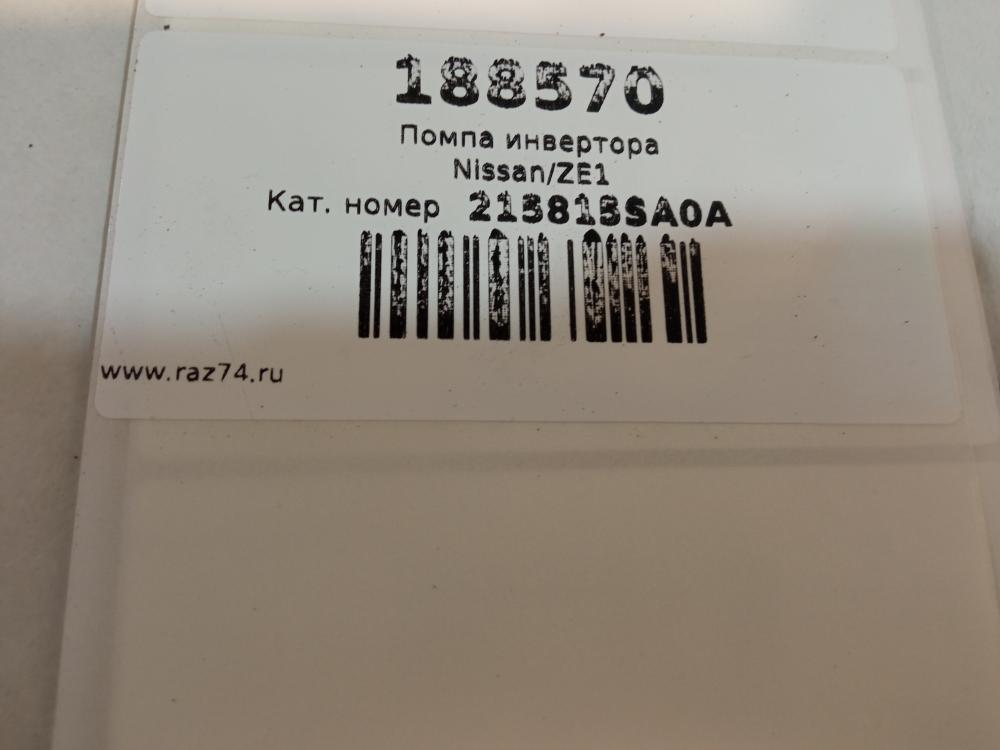 188570
Помпа инвертора
Nissan/ZE1
Кат. номер 215815SA0A
www.raz74.ru